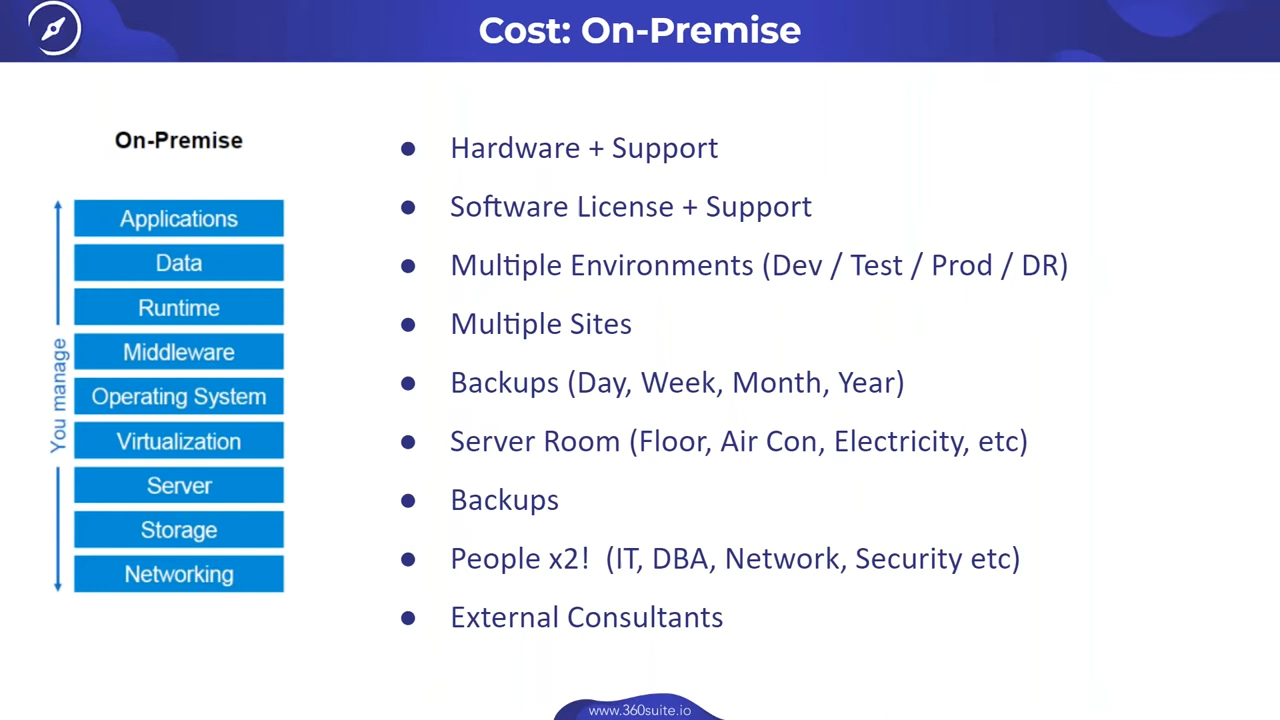 Cost: On-Premise
On-Premise
Applications
Data
Runtime
Middleware
Operating System
Virtualization
Server
Storage
Networking
You manage
● Hardware + Support
● Software License + Support
● Multiple Environments (Dev / Test / Prod / DR)
● Multiple Sites
● Backups (Day, Week, Month, Year)
● Server Room (Floor, Air Con, Electricity, etc)
● Backups
● People x2!  (IT, DBA, Network, Security etc)
● External Consultants
www.360suite.io